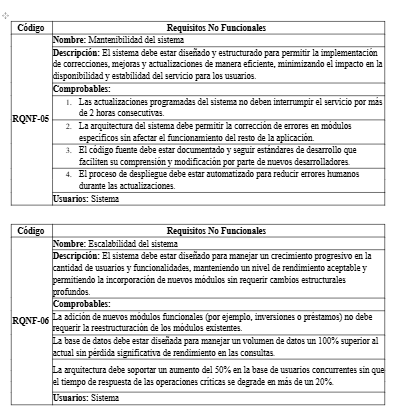 Código Requisitos No Funcionales
Nombre: Mantenibilidad del sistema
Descripción: El sistema debe estar diseñado y estructurado para permitir la implementación
de correcciones, mejoras y actualizaciones de manera eficiente, minimizando el impacto en la
disponibilidad y estabilidad del servicio para los usuarios.
Comprobables:
1. Las actualizaciones programadas del sistema no deben interrumpir el servicio por más
de 2 horas consecutivas.
2. La arquitectura del sistema debe permitir la corrección de errores en módulos
específicos sin afectar el funcionamiento del resto de la aplicación.
RQNF-05
3. El código fuente debe estar documentado y seguir estándares de desarrollo que
faciliten su comprensión y modificación por parte de nuevos desarrolladores.
4. El proceso de despliegue debe estar automatizado para reducir errores humanos
durante las actualizaciones.
Usuarios: Sistema
Código Requisitos No Funcionales
Nombre: Escalabilidad del sistema
Descripción: El sistema debe estar diseñado para manejar un crecimiento progresivo en la
cantidad de usuarios y funcionalidades, manteniendo un nivel de rendimiento aceptable y
permitiendo la incorporación de nuevos módulos sin requerir cambios estructurales
profundos.
Comprobables:
RQNF-06
La adición de nuevos módulos funcionales (por ejemplo, inversiones o préstamos) no debe
requerir la reestructuración de los módulos existentes.
La base de datos debe estar diseñada para manejar un volumen de datos un 100% superior al
actual sin pérdida significativa de rendimiento en las consultas.
La arquitectura debe soportar un aumento del 50% en la base de usuarios concurrentes sin que
el tiempo de respuesta de las operaciones críticas se degrade en más de un 20%.
Usuarios: Sistema